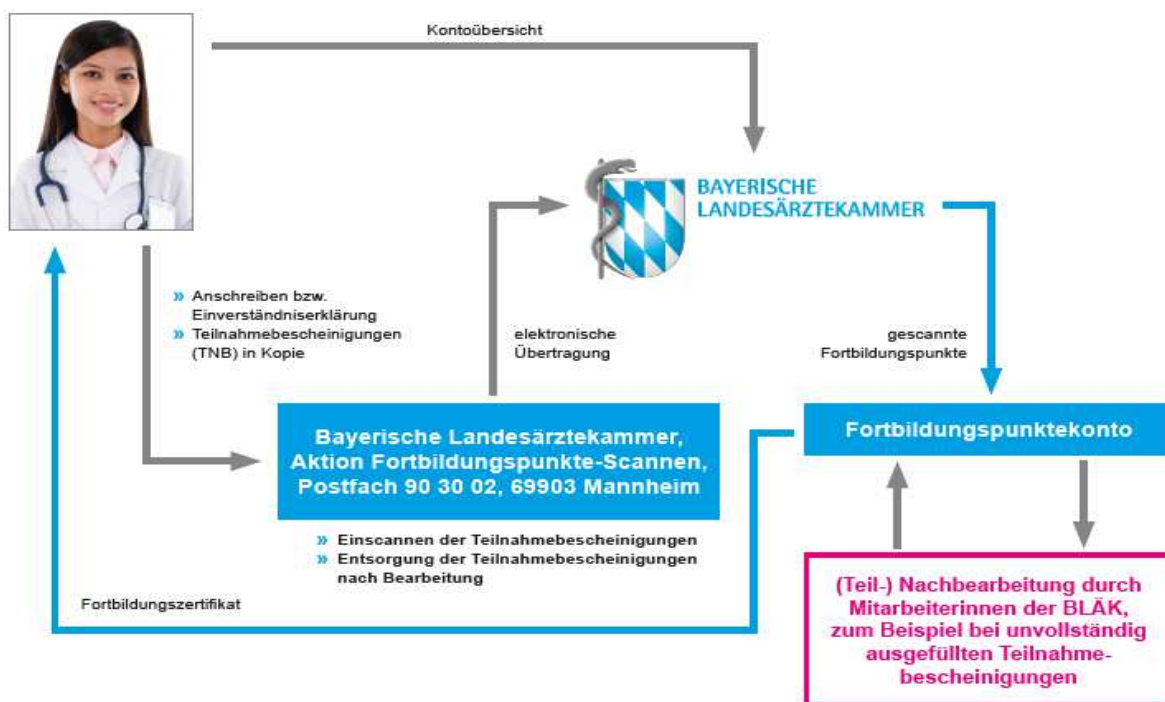 Kontoübersicht
BAYERISCHE
LANDESÄRZTEKAMMER
» Anschreiben bzw.
Einverständniserklärung
» Teilnahmebescheinigungen
(TNB) in Kopie
elektronische
Übertragung
gescannte
Fortbildungspunkte
Bayerische Landesärztekammer,
Aktion Fortbildungspunkte-Scannen,
Postfach 90 30 02, 69903 Mannheim
Fortbildungspunktekonto
» Einscannen der Teilnahmebescheinigungen
» Entsorgung der Teilnahmebescheinigungen
nach Bearbeitung
Fortbildungszertifikat
(Teil-) Nachbearbeitung durch
Mitarbeiterinnen der BLÄK,
zum Beispiel bei unvollständig
ausgefüllten Teilnahme-
bescheinigungen